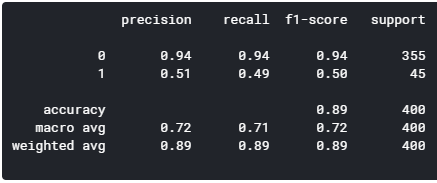 precision recall f1-score support
0 0.94 0.94 0.94 355
1 0.51 0.49 0.50 45
accuracy 0.89 400
macro avg 0.72 0.71 0.72 400
weighted avg 0.89 0.89 0.89 400